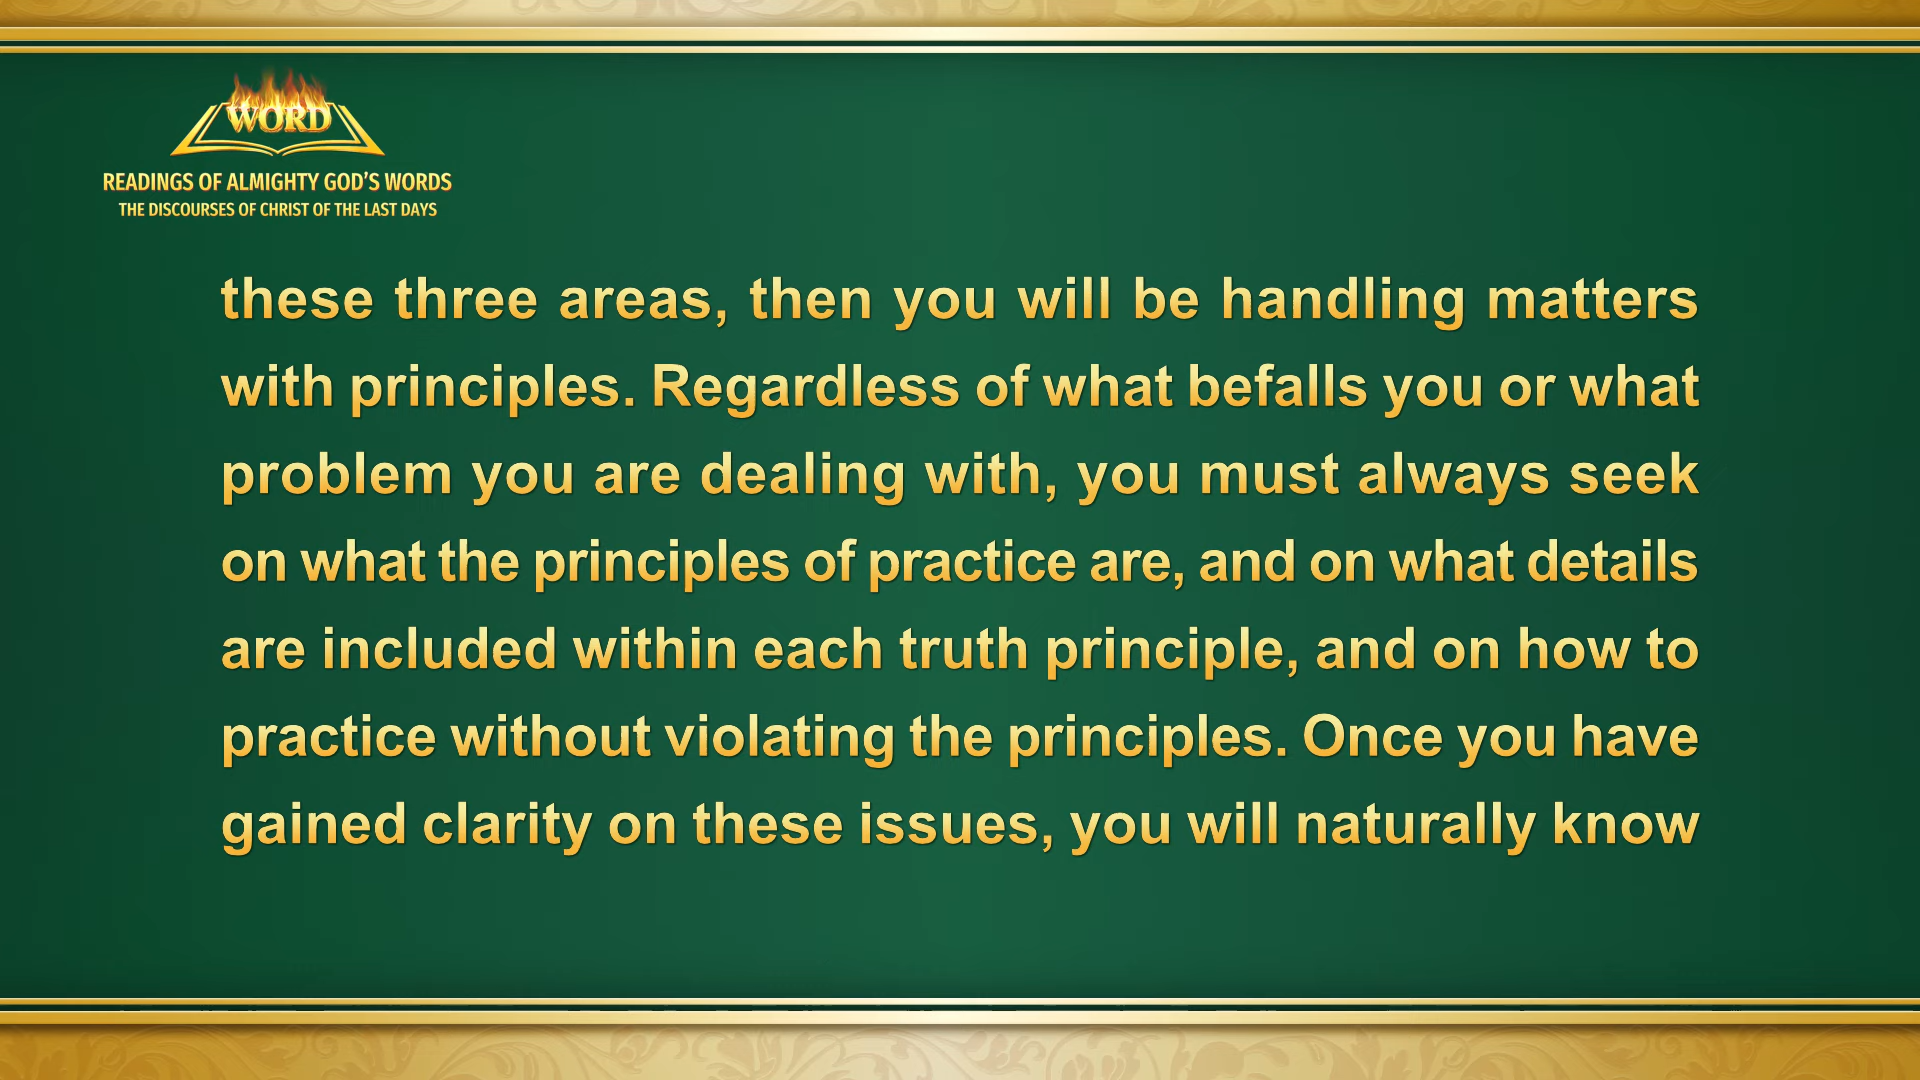 WORD
READINGS OF ALMIGHTY GOD'S WORDS
THE DISCOURSES OF CHRIST OF THE LAST DAYS
these three areas, then you will be handling matters
with principles. Regardless of what befalls you or what
problem you are dealing with, you must always seek
on what the principles of practice are, and on what details
are included within each truth principle, and on how to
practice without violating the principles. Once you have
gained clarity on these issues, you will naturally know